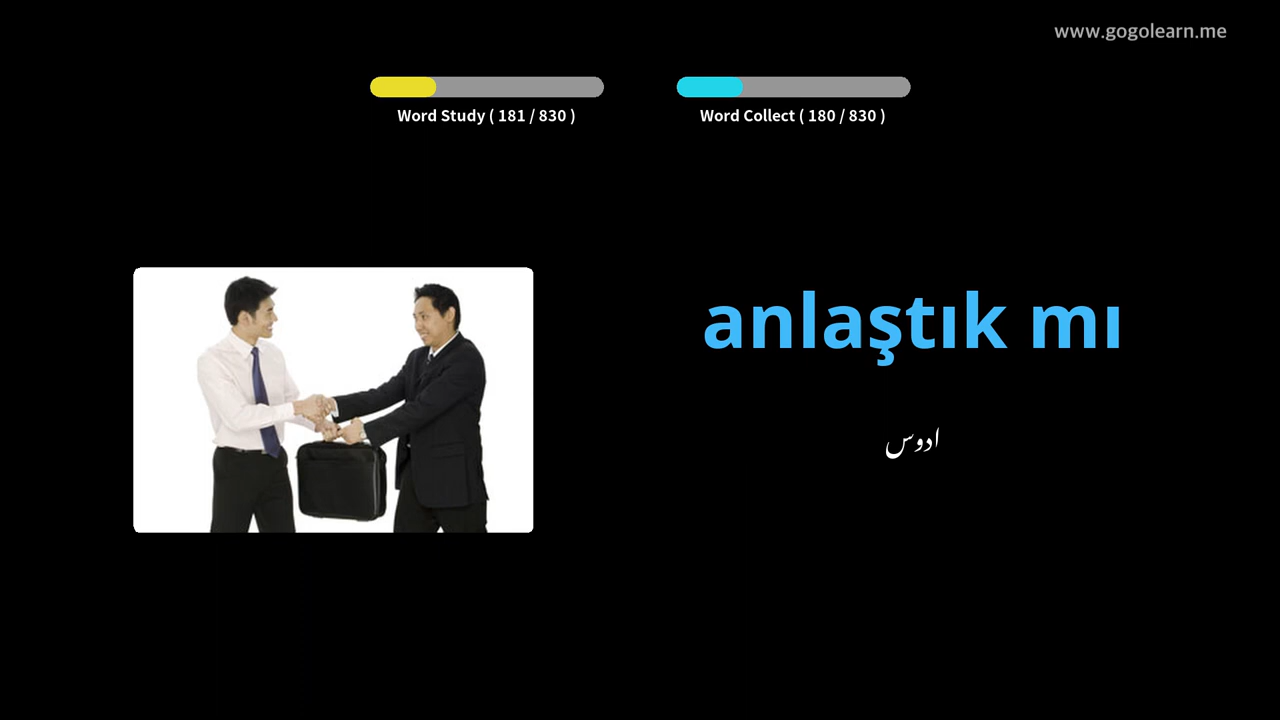 www.gogolearn.me
Word Study ( 181 / 830 )
Word Collect ( 180 / 830 )
anlaştık mı
ادوس